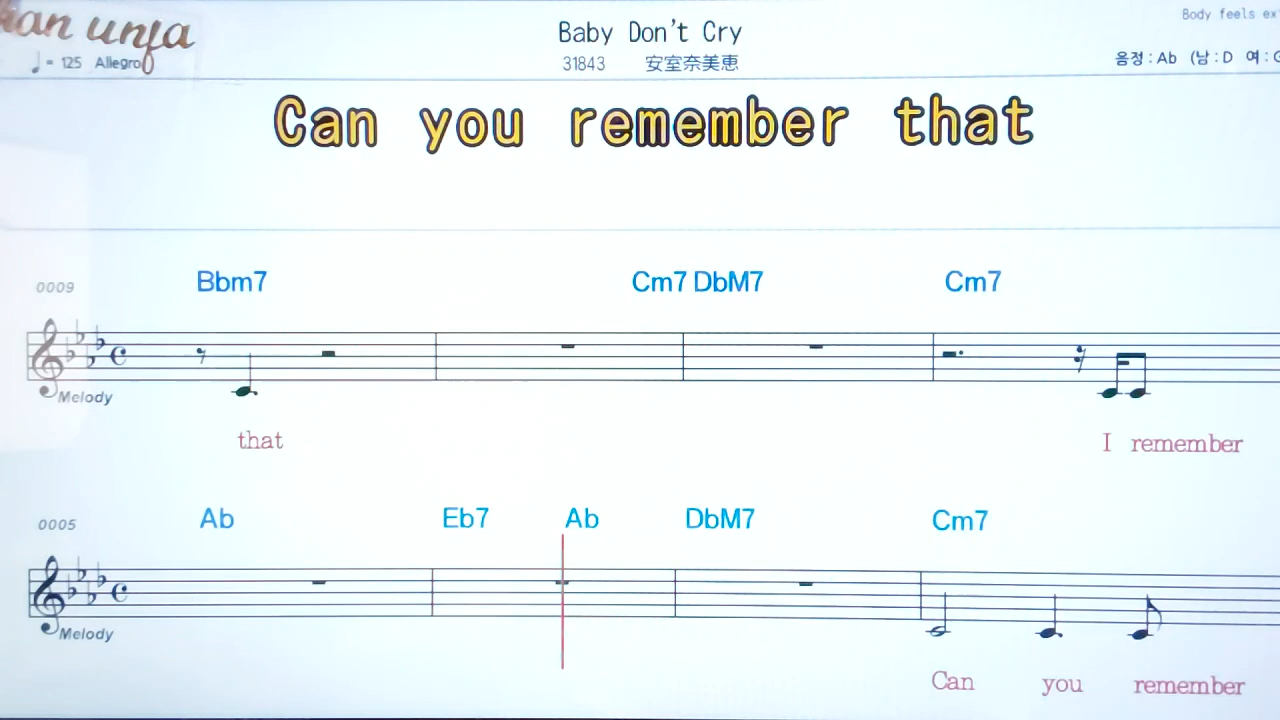 Body feels
Baby Don't Cry
♩= 125 Allegro
31843 安室奈美恵
음정 : Ab (남 : D 여 :
Can you remember that
Bbm7 Cm7 DbM7 Cm7
0009
Melody
that I remember
Ab Eb7 Ab DbM7 Cm7
0005
Melody
Can you remember